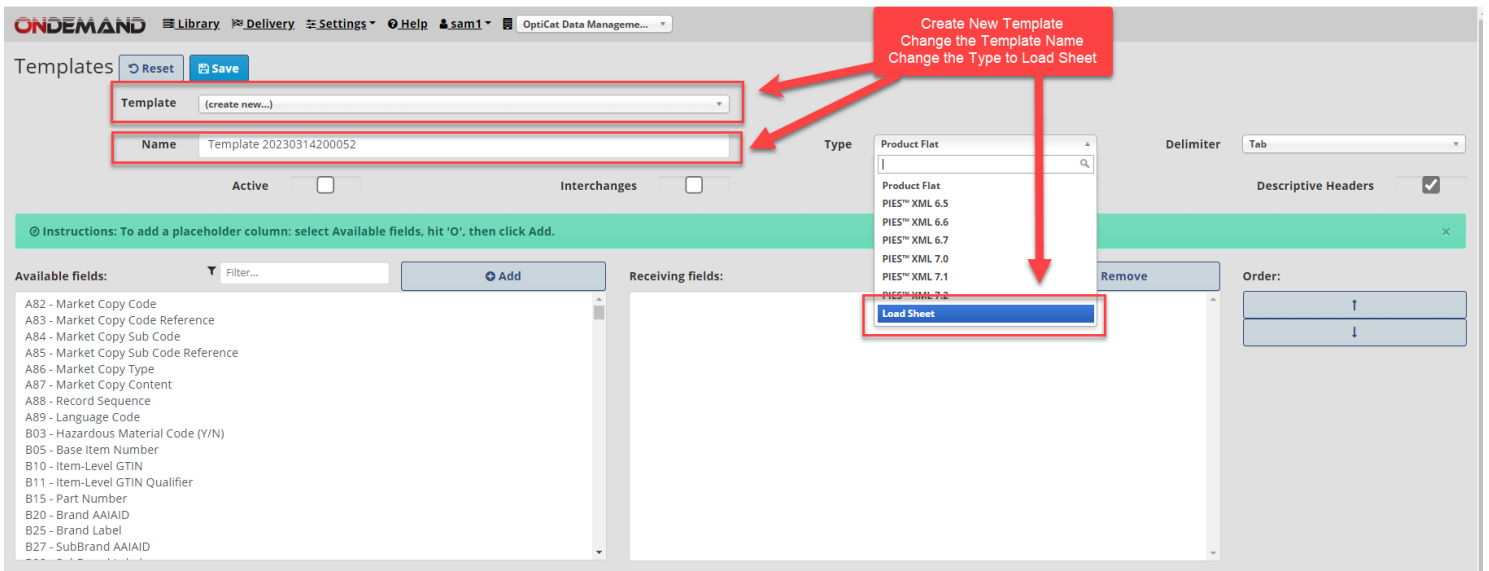 ONDEMAND Library Delivery Settings Help sam1 OptiCat Data Manageme...
Create New Template
Change the Template Name
Change the Type to Load Sheet
Templates Reset Save
Template (create new...)
Name Template 20230314200052 Type Product Flat Delimiter Tab
Active Interchanges Descriptive Headers
Product Flat
PIES™ XML 6.5
PIES™ XML 6.6
PIES™ XML 6.7
PIES™ XML 7.0
PIES™ XML 7.1
PIES™ XML 7.2
Load Sheet
Instructions: To add a placeholder column: select Available fields, hit 'O', then click Add. ×
Available fields: Filter... Add Receiving fields: Remove Order:
↑
↓
A82 - Market Copy Code
A83 - Market Copy Code Reference
A84 - Market Copy Sub Code
A85 - Market Copy Sub Code Reference
A86 - Market Copy Type
A87 - Market Copy Content
A88 - Record Sequence
A89 - Language Code
B03 - Hazardous Material Code (Y/N)
B05 - Base Item Number
B10 - Item-Level GTIN
B11 - Item-Level GTIN Qualifier
B15 - Part Number
B20 - Brand AAIAID
B25 - Brand Label
B27 - SubBrand AAIAID